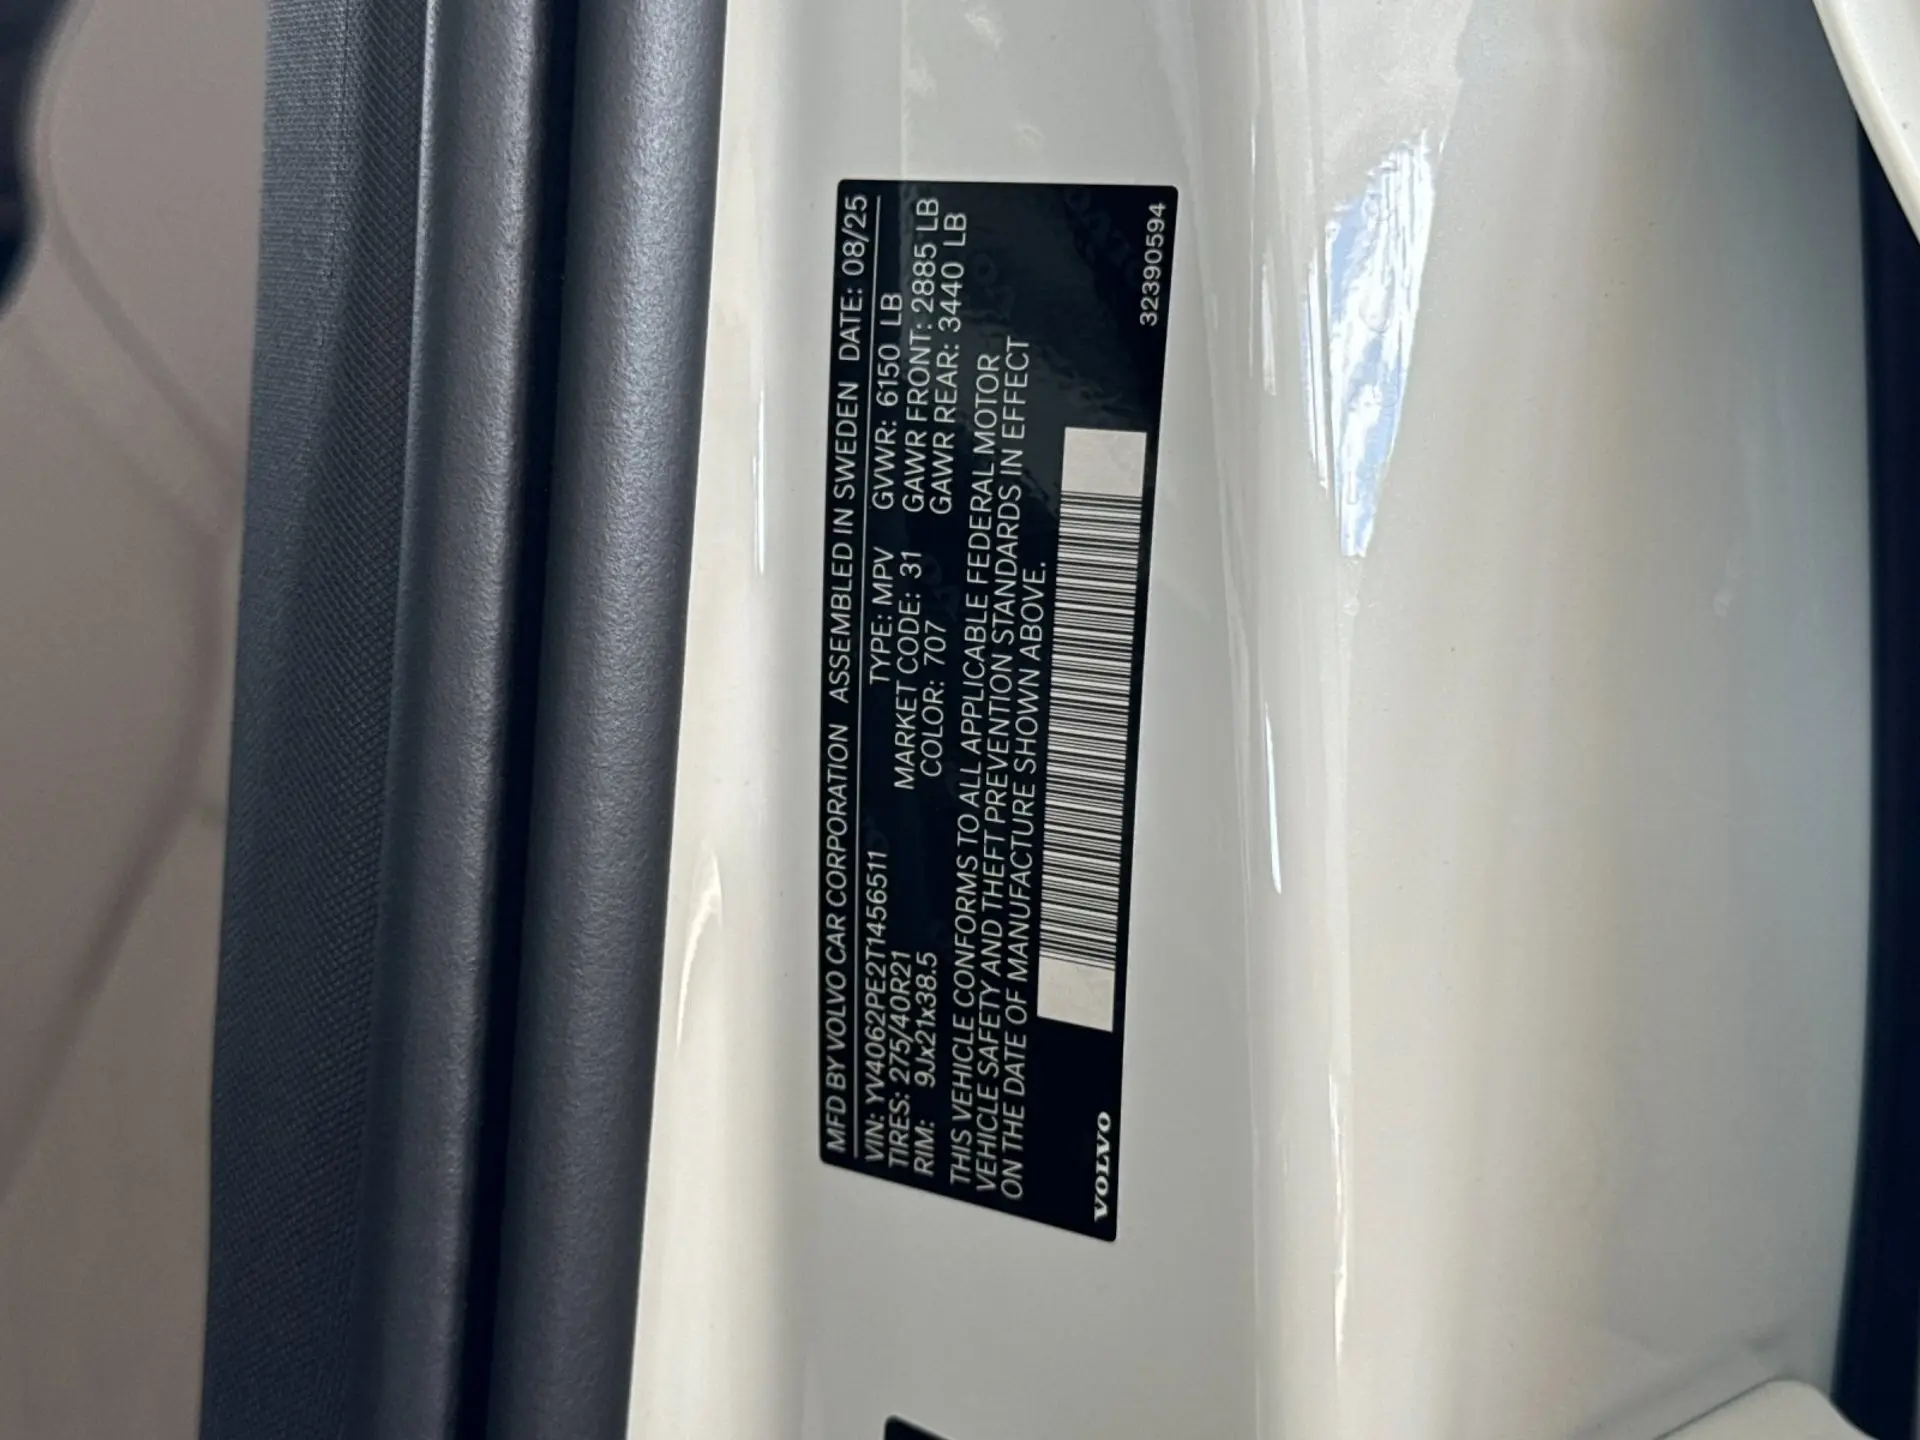 MFD BY VOLVO CAR CORPORATION ASSEMBLED IN SWEDEN DATE: 08/25
VIN: YV4062PE2T1456511 TYPE: MPV GVWR: 6150 LB
TIRES: 275/40R21 MARKET CODE: 31 GAWR FRONT: 2885 LB
RIM: 9Jx21x38.5 COLOR: 707 GAWR REAR: 3440 LB
THIS VEHICLE CONFORMS TO ALL APPLICABLE FEDERAL MOTOR
VEHICLE SAFETY AND THEFT PREVENTION STANDARDS IN EFFECT
ON THE DATE OF MANUFACTURE SHOWN ABOVE.
VOLVO
32390594